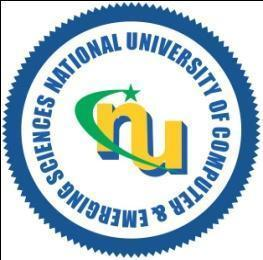 NATIONAL UNIVERSITY OF COMPUTER & EMERGING SCIENCES
nu